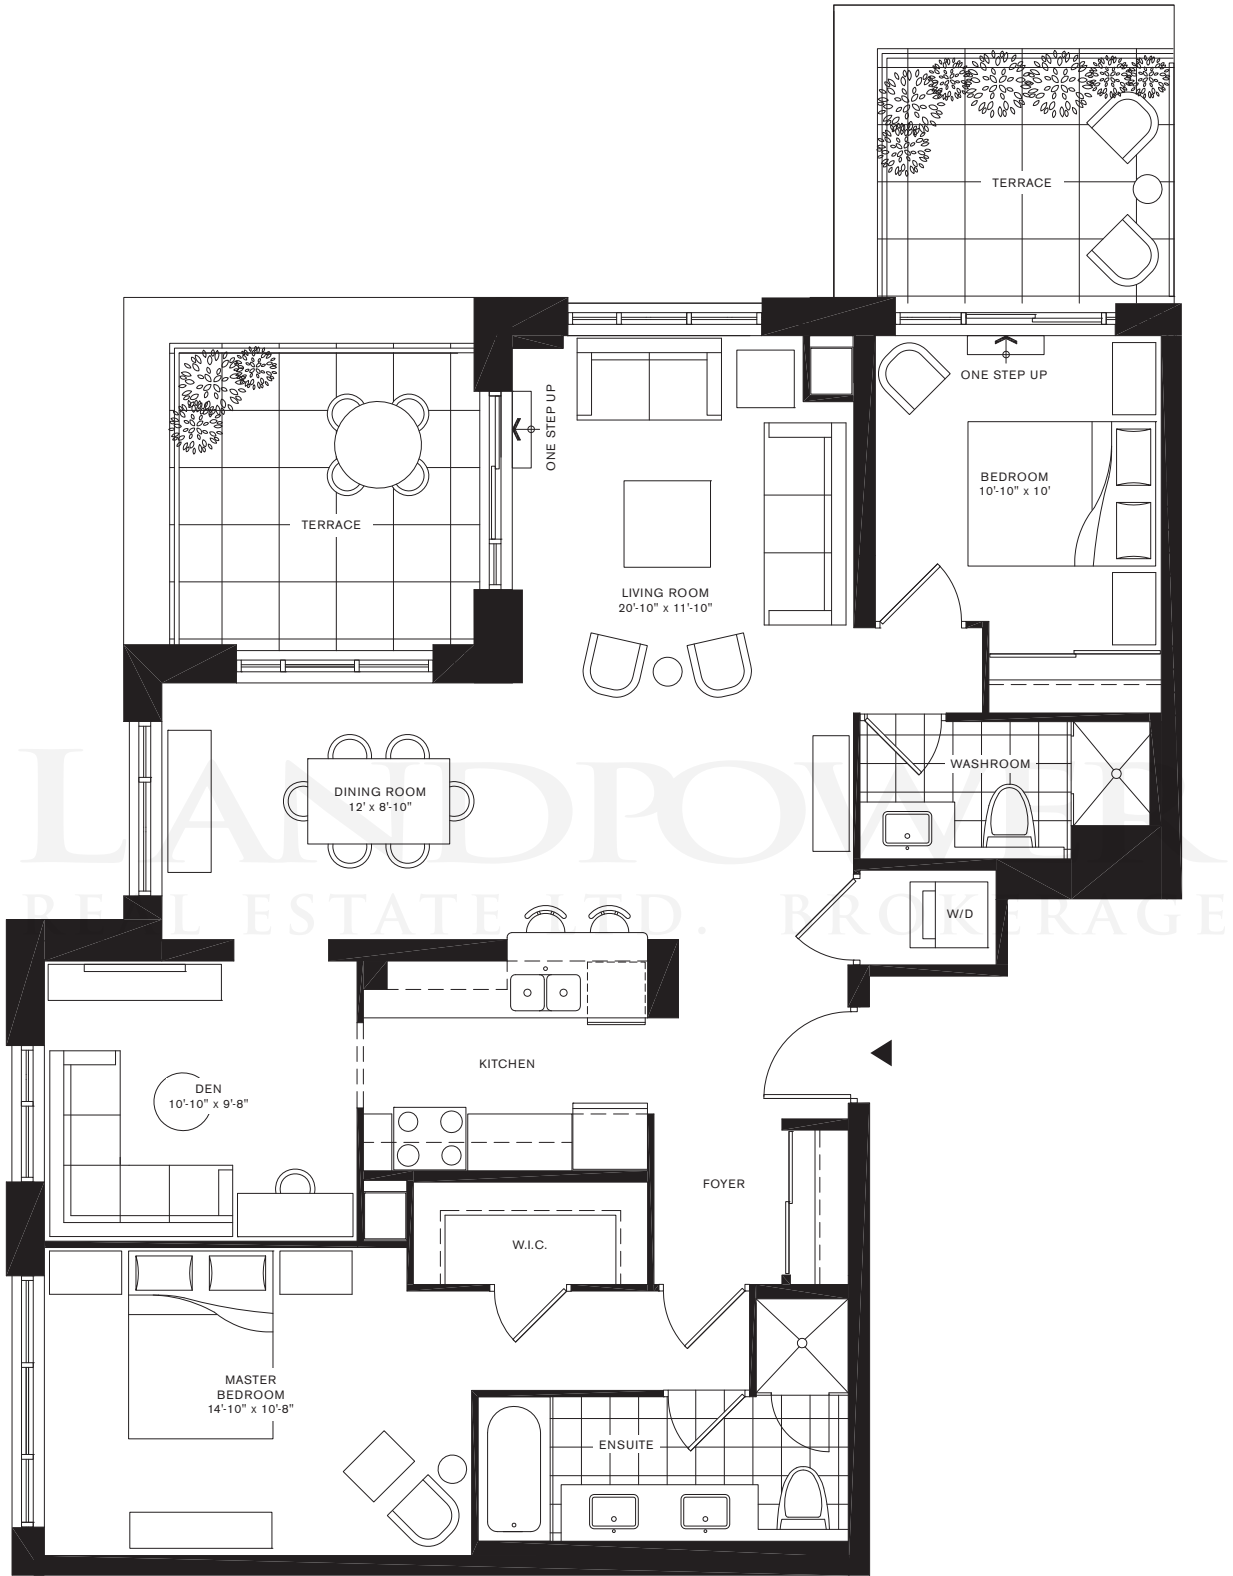 TERRACE
ONE STEP UP
ONE STEP UP
BEDROOM
10'-10" x 10'
TERRACE
LIVING ROOM
20'-10" x 11'-10"
WASHROOM
DINING ROOM
12' x 8'-10"
LANDPOWER
REAL ESTATE LTD. BROKERAGE
W/D
KITCHEN
DEN
10'-10" x 9'-8"
FOYER
W.I.C.
MASTER
BEDROOM
14'-10" x 10'-8"
ENSUITE